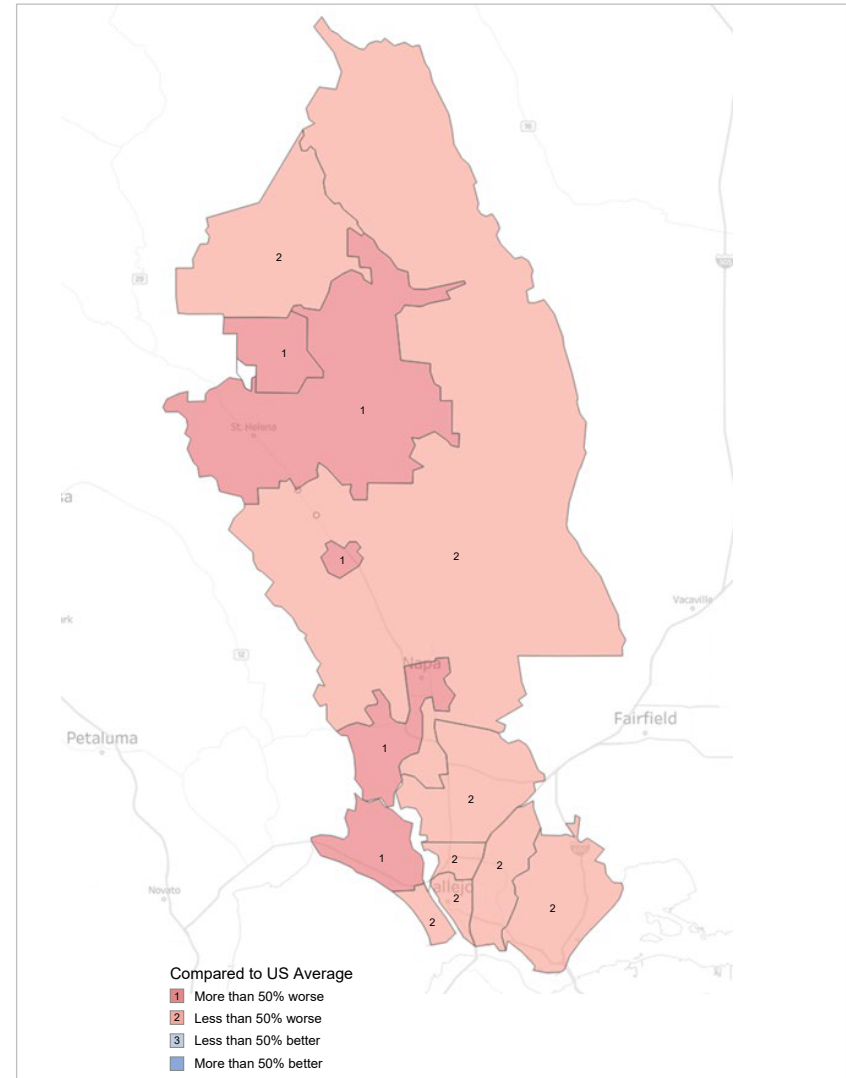 2
1
1
St. Helena
sa
1
2
Vacaville
ark
Napa
Fairfield
Petaluma
1
2
2
2
1
Vallejo
2
Novato
2
2
Compared to US Average
1 More than 50% worse
2 Less than 50% worse
3 Less than 50% better
More than 50% better